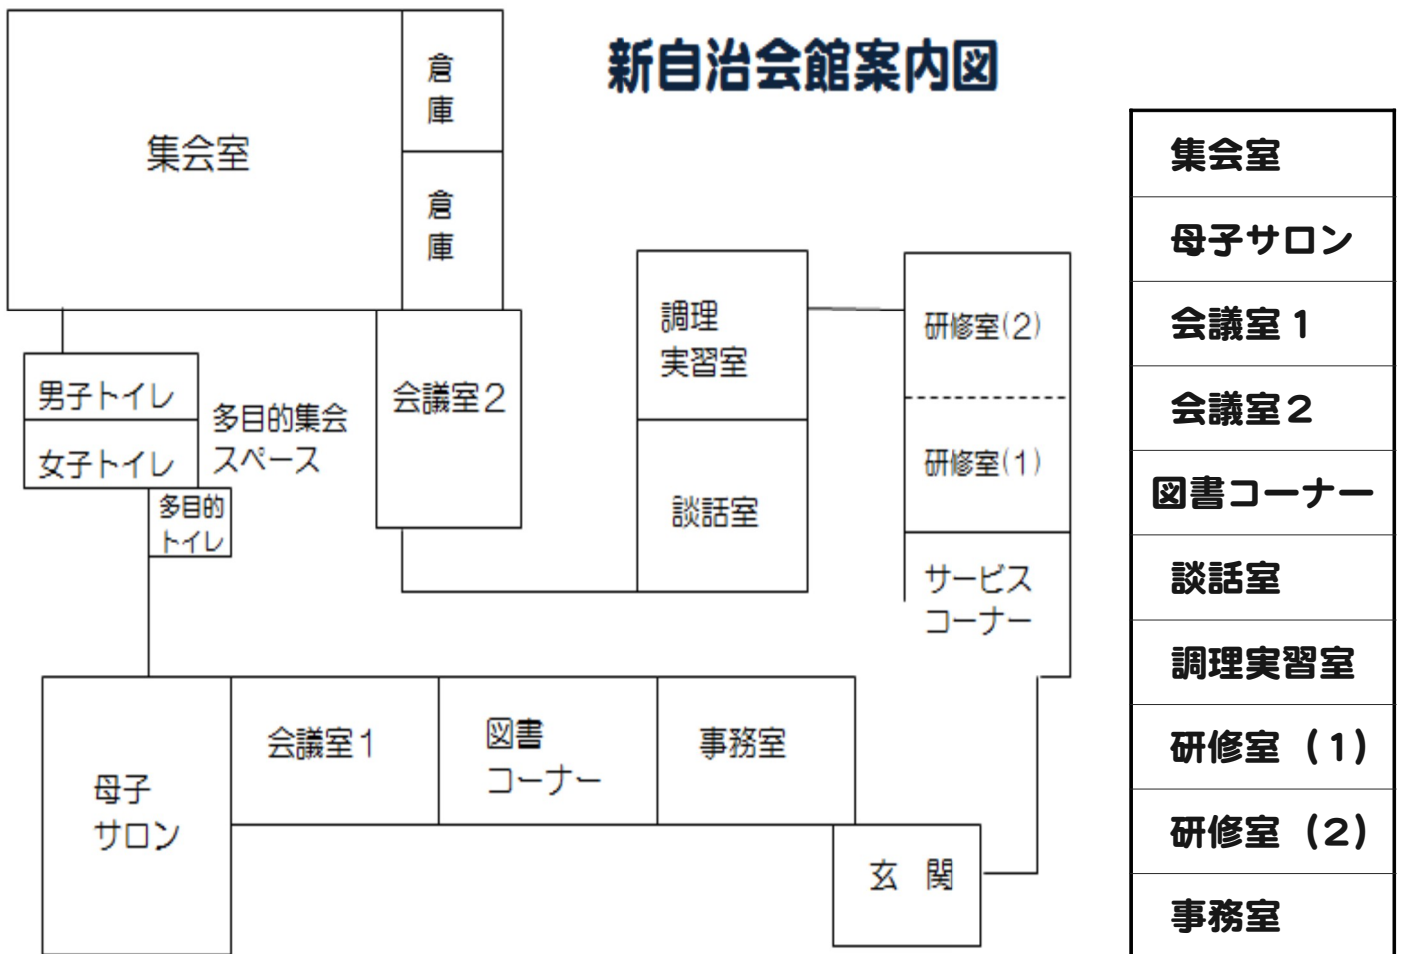 新自治会館案内図
倉
庫
集会室
倉
庫
調理
実習室
研修室(2)
男子トイレ
女子トイレ
多目的集会
スペース
会議室2
多目的
トイレ
談話室
研修室(1)
サービス
コーナー
母子
サロン
会議室1
図書
コーナー
事務室
玄 関
集会室
母子サロン
会議室1
会議室2
図書コーナー
談話室
調理実習室
研修室（1）
研修室（2）
事務室